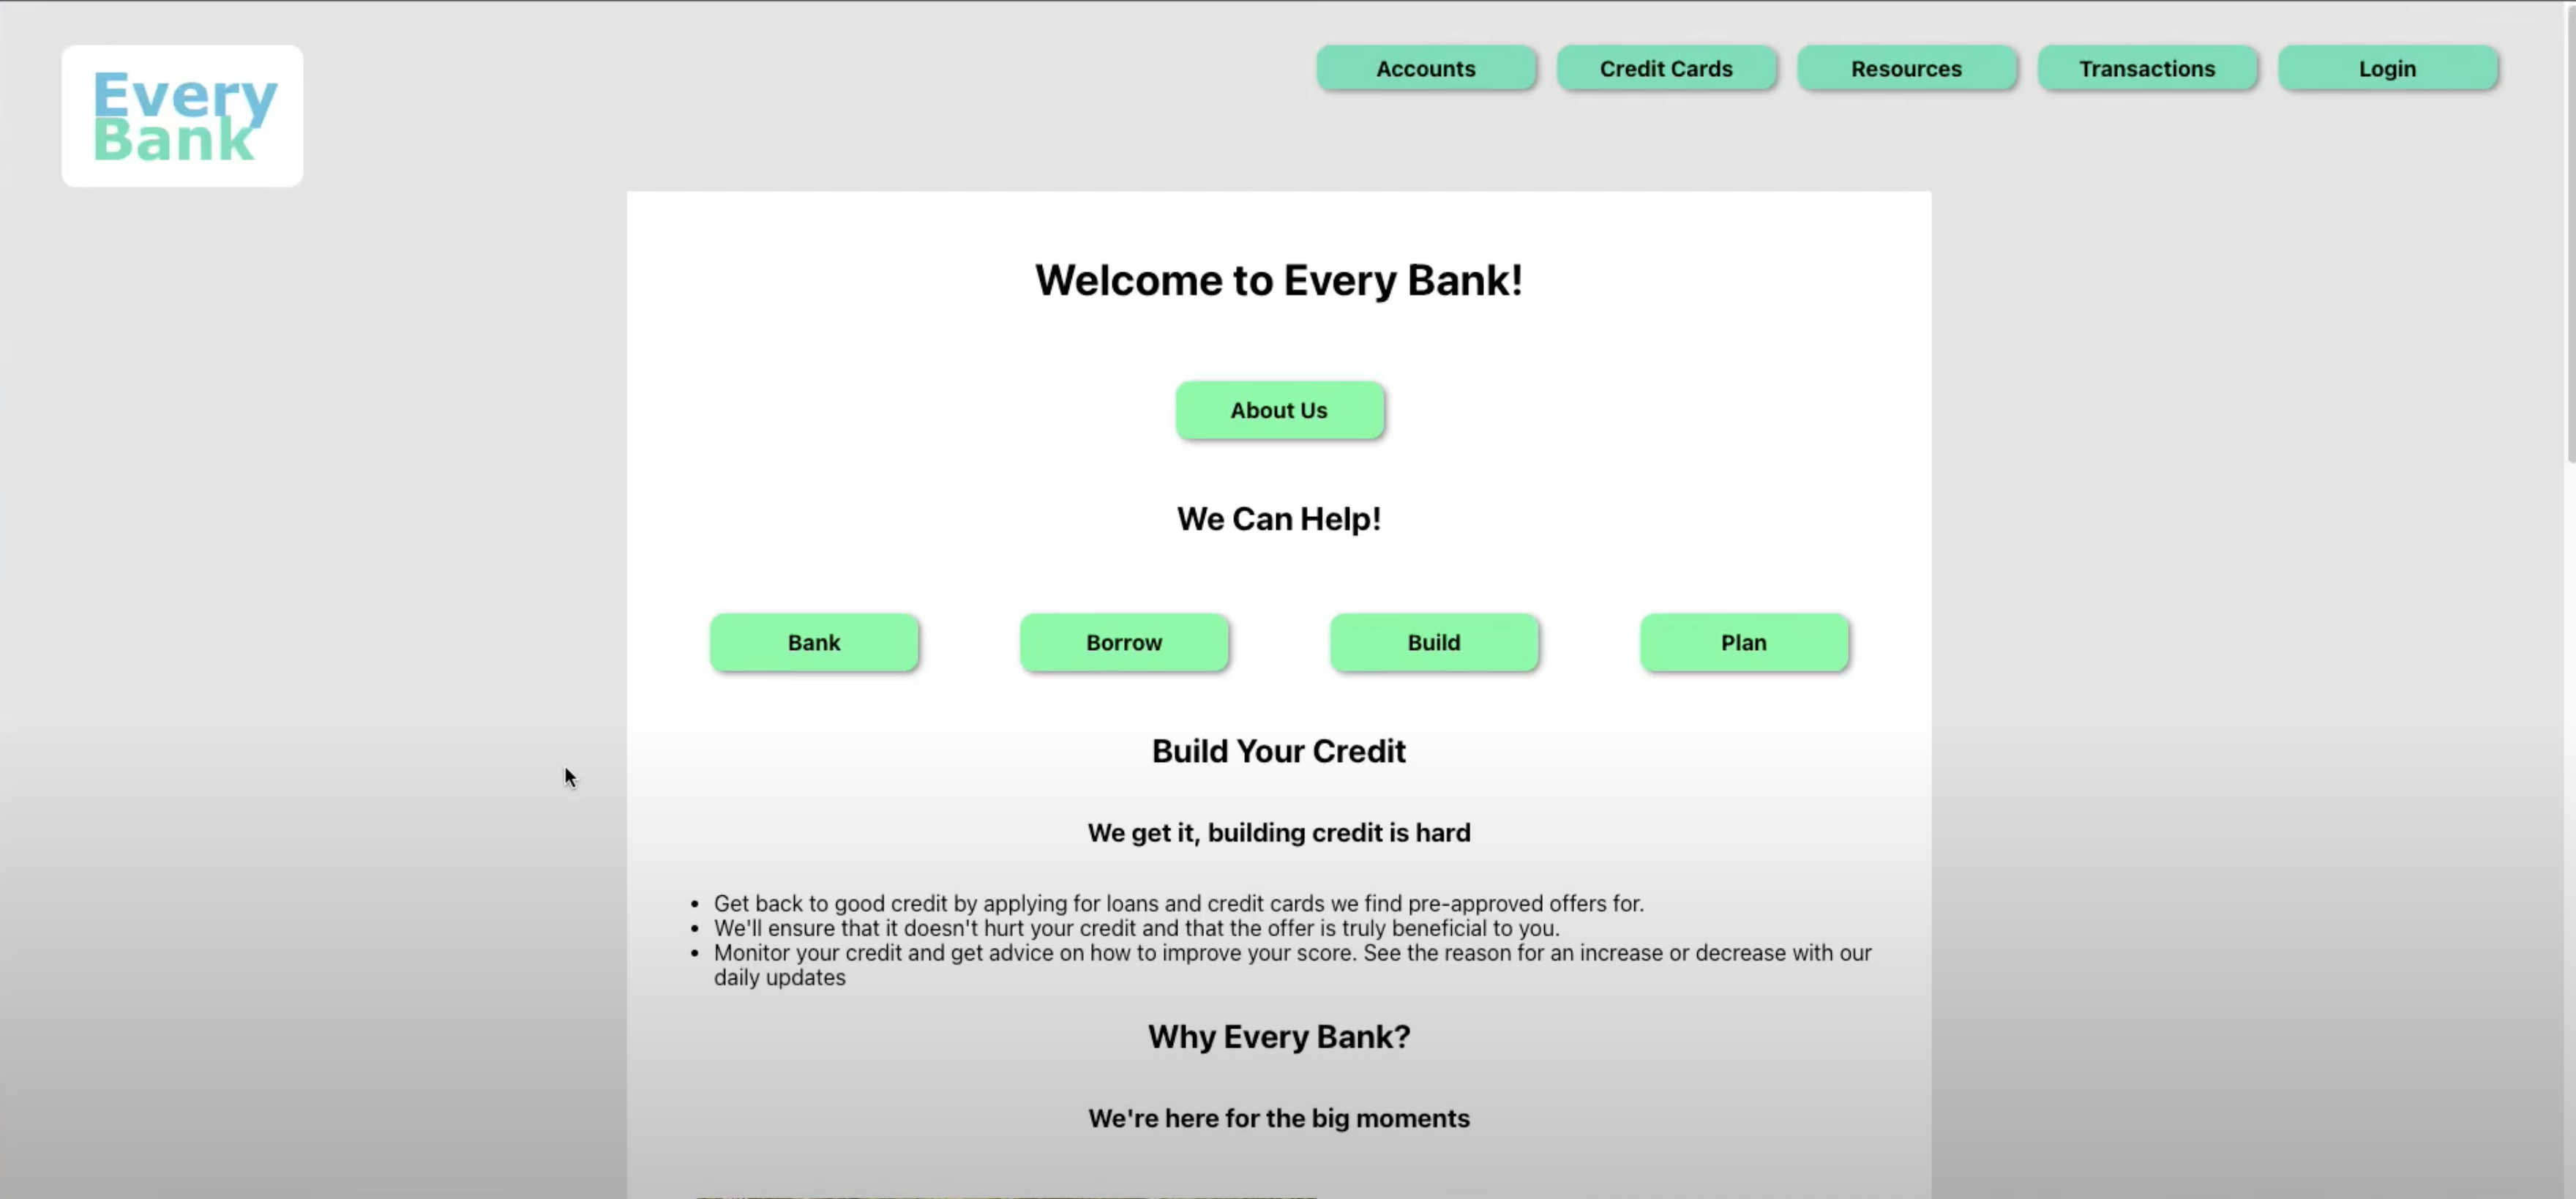 Every
Bank
Accounts
Credit Cards
Resources
Transactions
Login
Welcome to Every Bank!
About Us
We Can Help!
Bank
Borrow
Build
Plan
Build Your Credit
We get it, building credit is hard
• Get back to good credit by applying for loans and credit cards we find pre-approved offers for.
• We'll ensure that it doesn't hurt your credit and that the offer is truly beneficial to you.
• Monitor your credit and get advice on how to improve your score. See the reason for an increase or decrease with our
daily updates
Why Every Bank?
We're here for the big moments